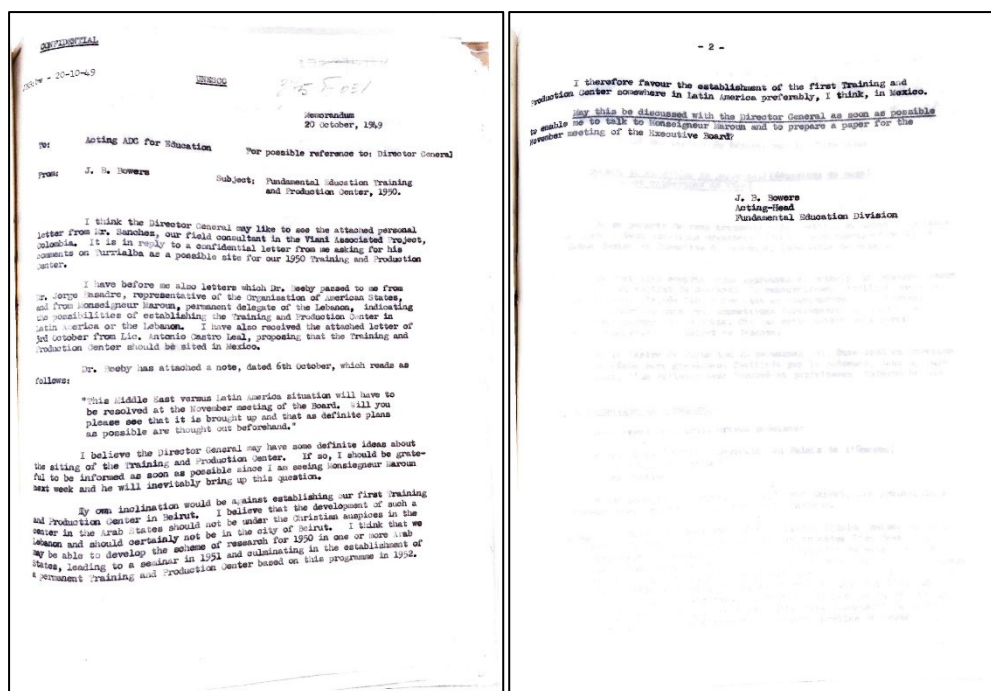 CONFIDENTIAL
20-10-49
UNESCO
Memorandum
20 October, 1949
To: Acting ADG for Education
For possible reference to: Director General
From: J. B. Bowers
Subject: Fundamental Education Training
and Production Center, 1950.
I think the Director General may like to see the attached personal
letter from Mr. Sanchez, our field consultant in the Viani Associated Project,
Colombia. It is in reply to a confidential letter from me asking for his
comments on Turrialba as a possible site for our 1950 Training and Production
Center.
I have before me also letters which Dr. Beeby passed to me from
Dr. Jorge Basadre, representative of the Organisation of American States,
and from Monseigneur Maroun, permanent delegate of the Lebanon, indicating
the possibilities of establishing the Training and Production Center in
Latin America or the Lebanon. I have also received the attached letter of
3rd October from Lic. Antonio Castro Leal, proposing that the Training and
Production Center should be sited in Mexico.
Dr. Beeby has attached a note, dated 6th October, which reads as
follows:
"This Middle East versus Latin America situation will have to
be resolved at the November meeting of the Board. Will you
please see that it is brought up and that as definite plans
as possible are thought out beforehand."
I believe the Director General may have some definite ideas about
the siting of the Training and Production Center. If so, I should be grate-
ful to be informed as soon as possible since I am seeing Monsiegneur Maroun
next week and he will inevitably bring up this question.
My own inclination would be against establishing our first Training
and Production Center in Beirut. I believe that the development of such a
center in the Arab States should not be under the Christian auspices in the
Lebanon and should certainly not be in the city of Beirut. I think that we
may be able to develop the scheme of research for 1950 in one or more Arab
States, leading to a seminar in 1951 and culminating in the establishment of
a permanent Training and Production Center based on this programme in 1952.
- 2 -
I therefore favour the establishment of the first Training and
Production Center somewhere in Latin America preferably, I think, in Mexico.
May this be discussed with the Director General as soon as possible
to enable me to talk to Monseigneur Maroun and to prepare a paper for the
November meeting of the Executive Board?
J. B. Bowers
Acting-Head
Fundamental Education Division